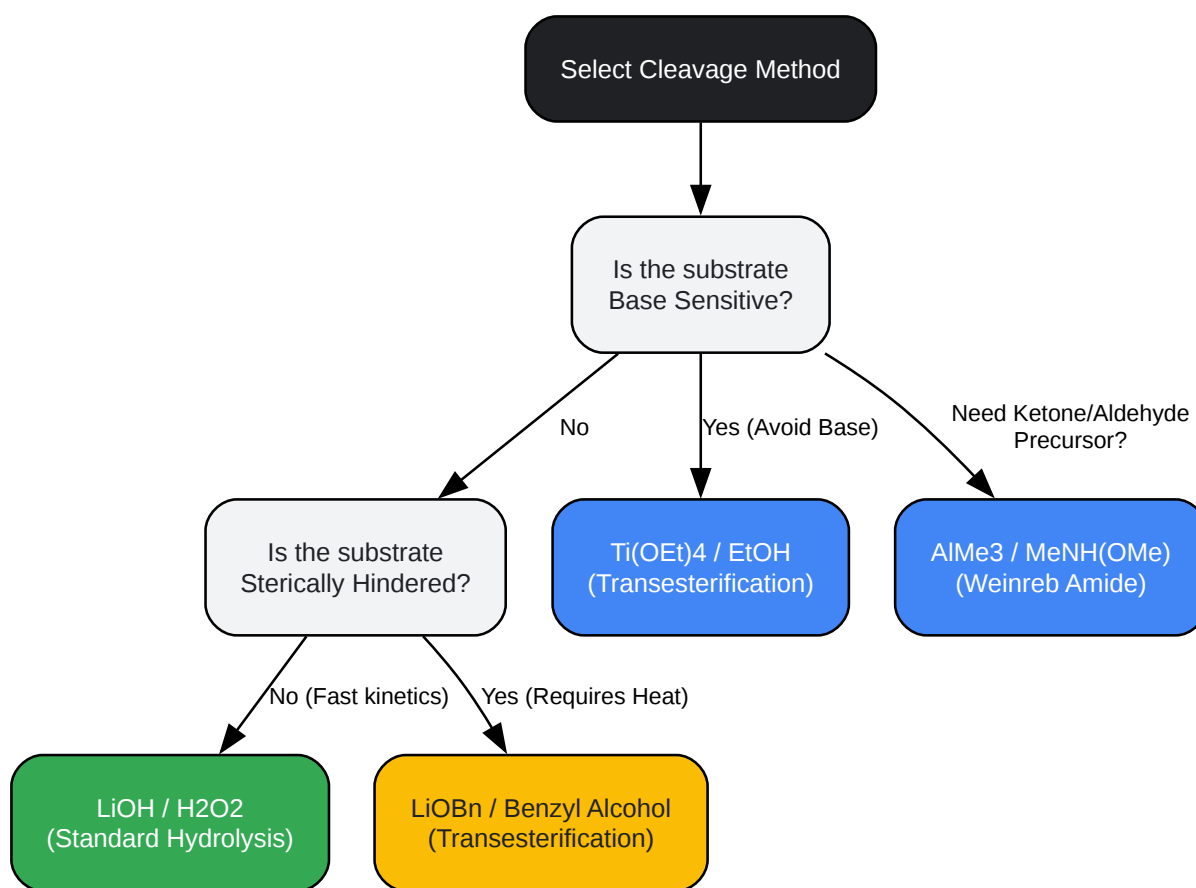 Select Cleavage Method
Is the substrate
Base Sensitive?
No
Yes (Avoid Base)
Need Ketone/Aldehyde
Precursor?
Is the substrate
Sterically Hindered?
Ti(OEt)4 / EtOH
(Transesterification)
AlMe3 / MeNH(OMe)
(Weinreb Amide)
No (Fast kinetics)
Yes (Requires Heat)
LiOH / H2O2
(Standard Hydrolysis)
LiOBn / Benzyl Alcohol
(Transesterification)